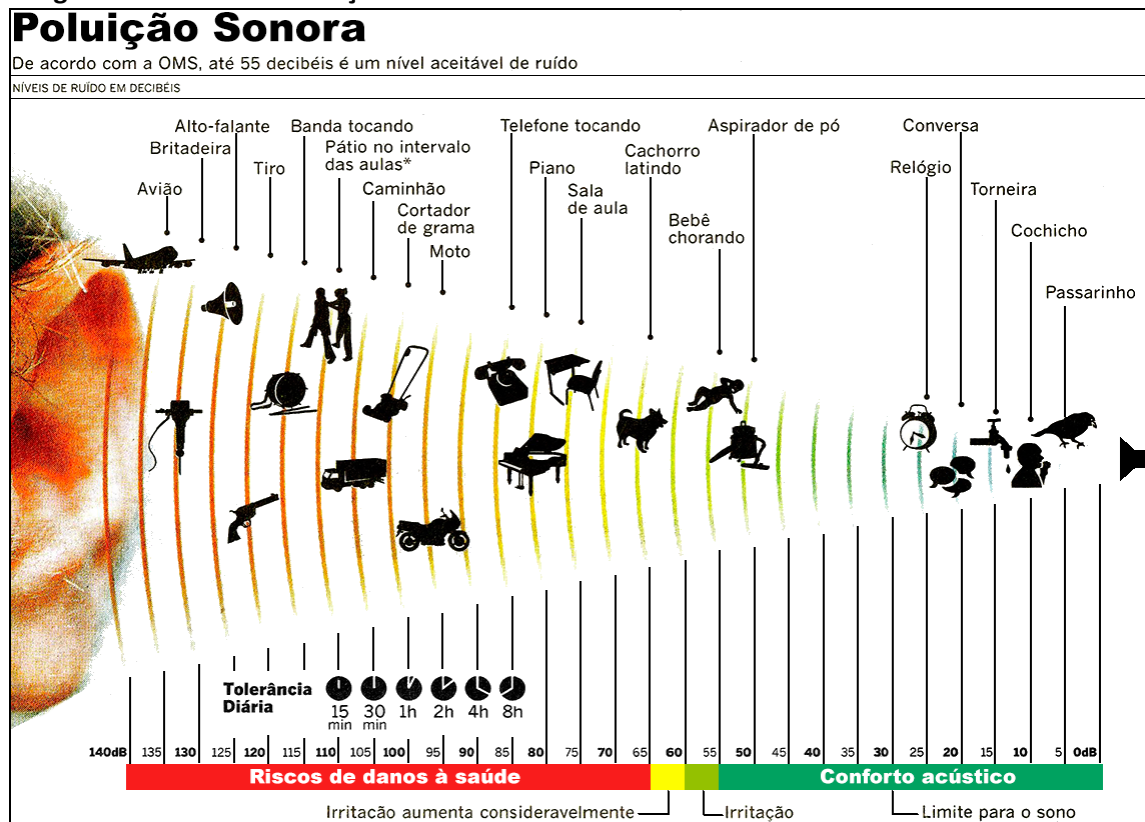 Poluição Sonora
De acordo com a OMS, até 55 decibéis é um nível aceitável de ruído
NÍVEIS DE RUÍDO EM DECIBÉIS
Alto-falante
Banda tocando
Telefone tocando
Aspirador de pó
Conversa
Britadeira
Pátio no intervalo
das aulas*
Cachorro
latindo
Tiro
Piano
Relógio
Avião
Caminhão
Sala
de aula
Torneira
Cortador
de grama
Bebê
chorando
Moto
Cochicho
Passarinho
Tolerância
Diária
15
min
30
min
1h
2h
4h
8h
140dB 135 130 125 120 115 110 105 100 95 90 85 80 75 70 65 60 55 50 45 40 35 30 25 20 15 10 5 0dB
Riscos de danos à saúde
Conforto acústico
Irritacão aumenta consideravelmente
Irritação
Limite para o sono